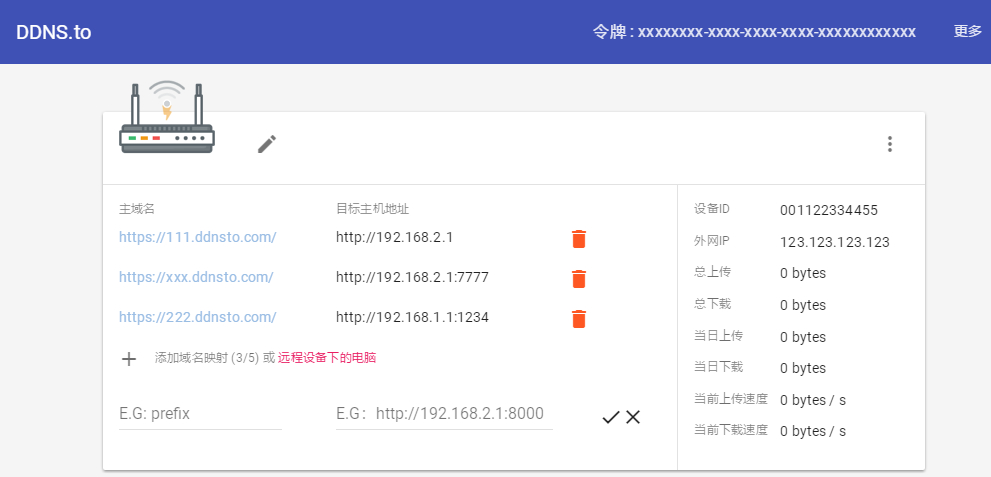 DDNS.to 令牌 : xxxxxxxx-xxxx-xxxx-xxxx-xxxxxxxxxxxx 更多
主域名 目标主机地址
https://111.ddnsto.com/ http://192.168.2.1
https://xxx.ddnsto.com/ http://192.168.2.1:7777
https://222.ddnsto.com/ http://192.168.1.1:1234
添加域名映射 (3/5) 或 远程设备下的电脑
E.G: prefix E.G： http://192.168.2.1:8000
设备ID 001122334455
外网IP 123.123.123.123
总上传 0 bytes
总下载 0 bytes
当日上传 0 bytes
当日下载 0 bytes
当前上传速度 0 bytes / s
当前下载速度 0 bytes / s